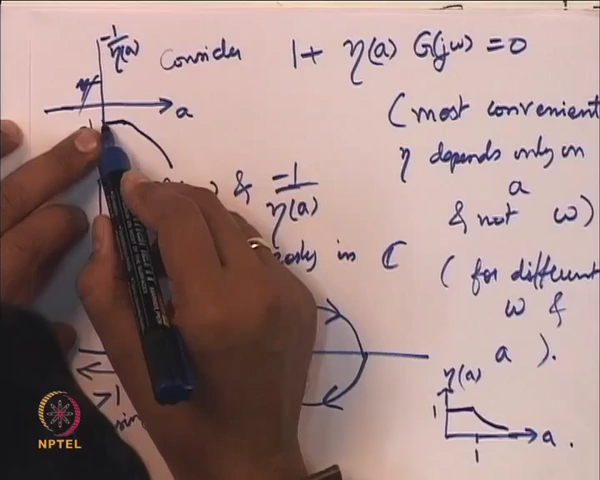 -1/η(a)
Consider 1 + η(a) G(jω) = 0
a
(most convenient
η depends only on
a
& not ω)
& -1/η(a)
in ℂ
(for different
ω &
a ).
>1
η(a)
1
a .
1
NPTEL